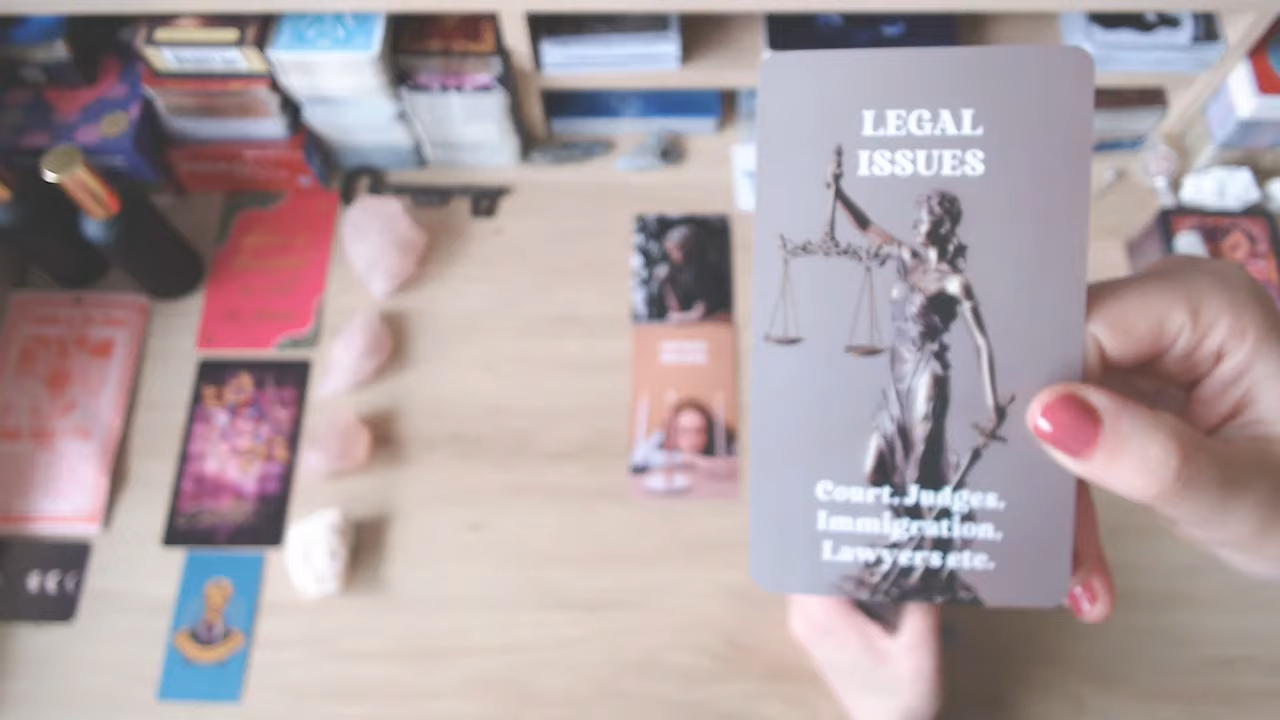 LEGAL
ISSUES
Court. Judges.
Immigration.
Lawyers etc.